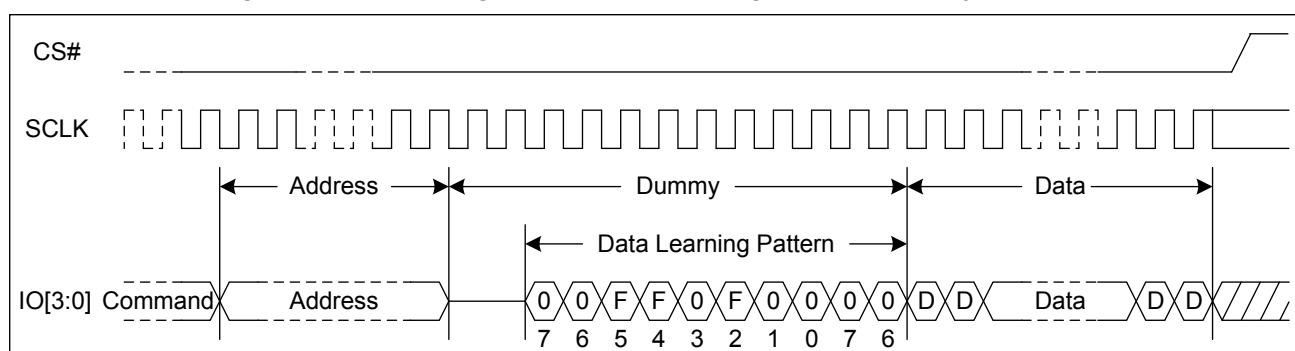 CS#
SCLK
Address Dummy Data
Data Learning Pattern
IO[3:0] Command Address 0 0 F F 0 F 0 0 0 0 D D Data D D
7 6 5 4 3 2 1 0 7 6